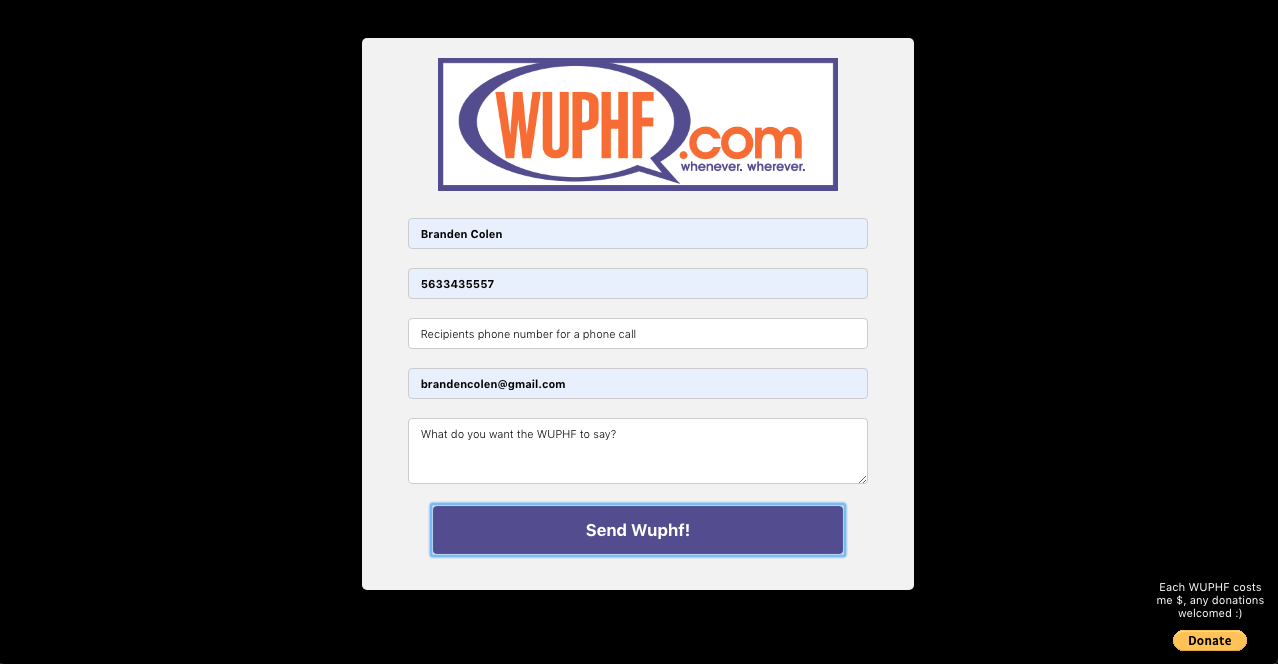 WUPHF.com
whenever. wherever.
Branden Colen
5633435557
Recipients phone number for a phone call
brandencolen@gmail.com
What do you want the WUPHF to say?
Send Wuphf!
Each WUPHF costs
me $, any donations
welcomed :)
Donate